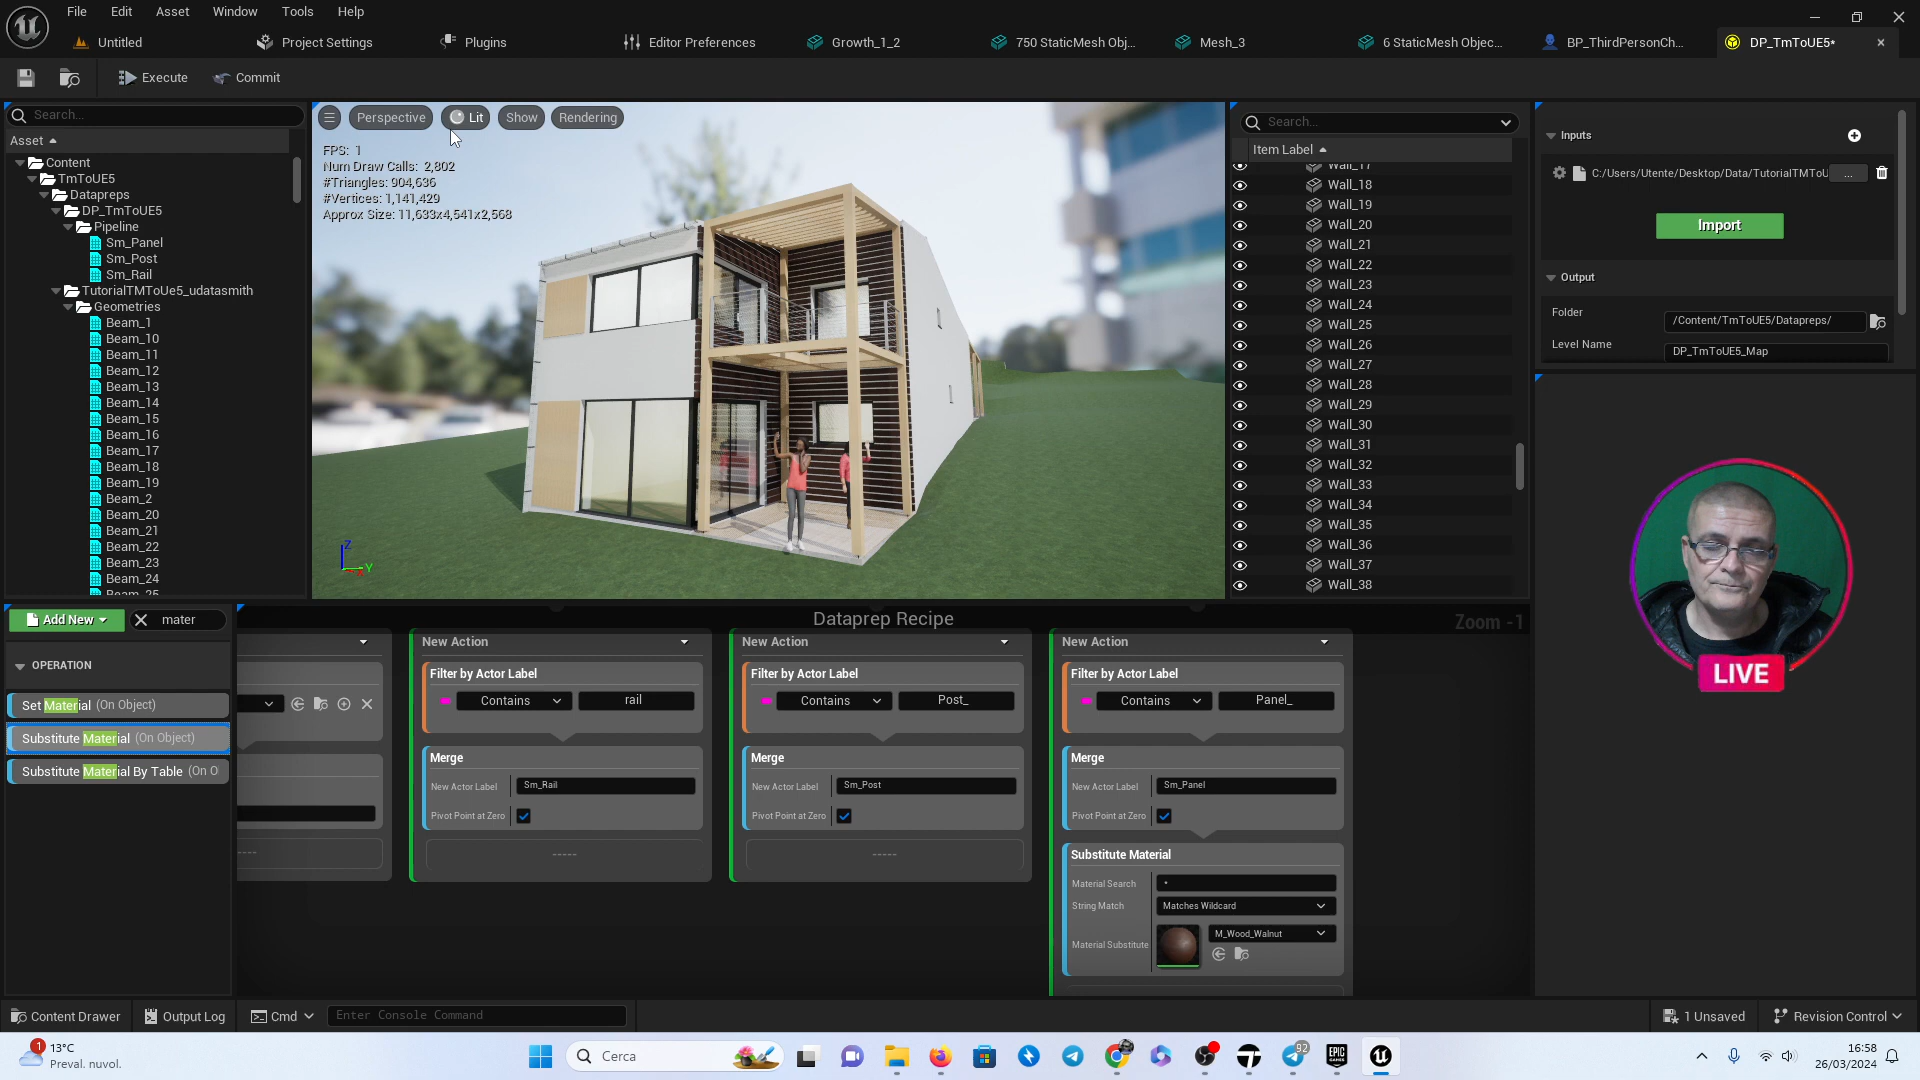 File Edit Asset Window Tools Help
Untitled Project Settings Plugins Editor Preferences Growth_1_2 750 StaticMesh Obj... Mesh_3 6 StaticMesh Objec... BP_ThirdPersonCh... DP_TmToUE5*
Execute Commit
Search...
Asset
Content
TmToUE5
Datapreps
DP_TmToUE5
Pipeline
Sm_Panel
Sm_Post
Sm_Rail
TutorialTMToUe5_udatasmith
Geometries
Beam_1
Beam_10
Beam_11
Beam_12
Beam_13
Beam_14
Beam_15
Beam_16
Beam_17
Beam_18
Beam_19
Beam_2
Beam_20
Beam_21
Beam_22
Beam_23
Beam_24
Beam_25
Perspective Lit Show Rendering
FPS: 1
Num Draw Calls: 2,802
#Triangles: 904,636
#Vertices: 1,141,429
Approx Size: 11,633x4,541x2,568
Z
Y
Search...
Item Label
Wall_17
Wall_18
Wall_19
Wall_20
Wall_21
Wall_22
Wall_23
Wall_24
Wall_25
Wall_26
Wall_27
Wall_28
Wall_29
Wall_30
Wall_31
Wall_32
Wall_33
Wall_34
Wall_35
Wall_36
Wall_37
Wall_38
Inputs
C:/Users/Utente/Desktop/Data/TutorialTMToU ...
Import
Output
Folder /Content/TmToUE5/Datapreps/
Level Name DP_TmToUE5_Map
LIVE
Add New mater
OPERATION
Set Material (On Object)
Substitute Material (On Object)
Substitute Material By Table (On O
Dataprep Recipe
Zoom -1
-----
New Action
Filter by Actor Label
Contains rail
Merge
New Actor Label Sm_Rail
Pivot Point at Zero
-----
New Action
Filter by Actor Label
Contains Post_
Merge
New Actor Label Sm_Post
Pivot Point at Zero
-----
New Action
Filter by Actor Label
Contains Panel_
Merge
New Actor Label Sm_Panel
Pivot Point at Zero
Substitute Material
Material Search *
String Match Matches Wildcard
Material Substitute M_Wood_Walnut
Content Drawer Output Log Cmd Enter Console Command 1 Unsaved Revision Control
1 13°C
Preval. nuvol.
Cerca
92
EPIC
GAMES
16:58
26/03/2024